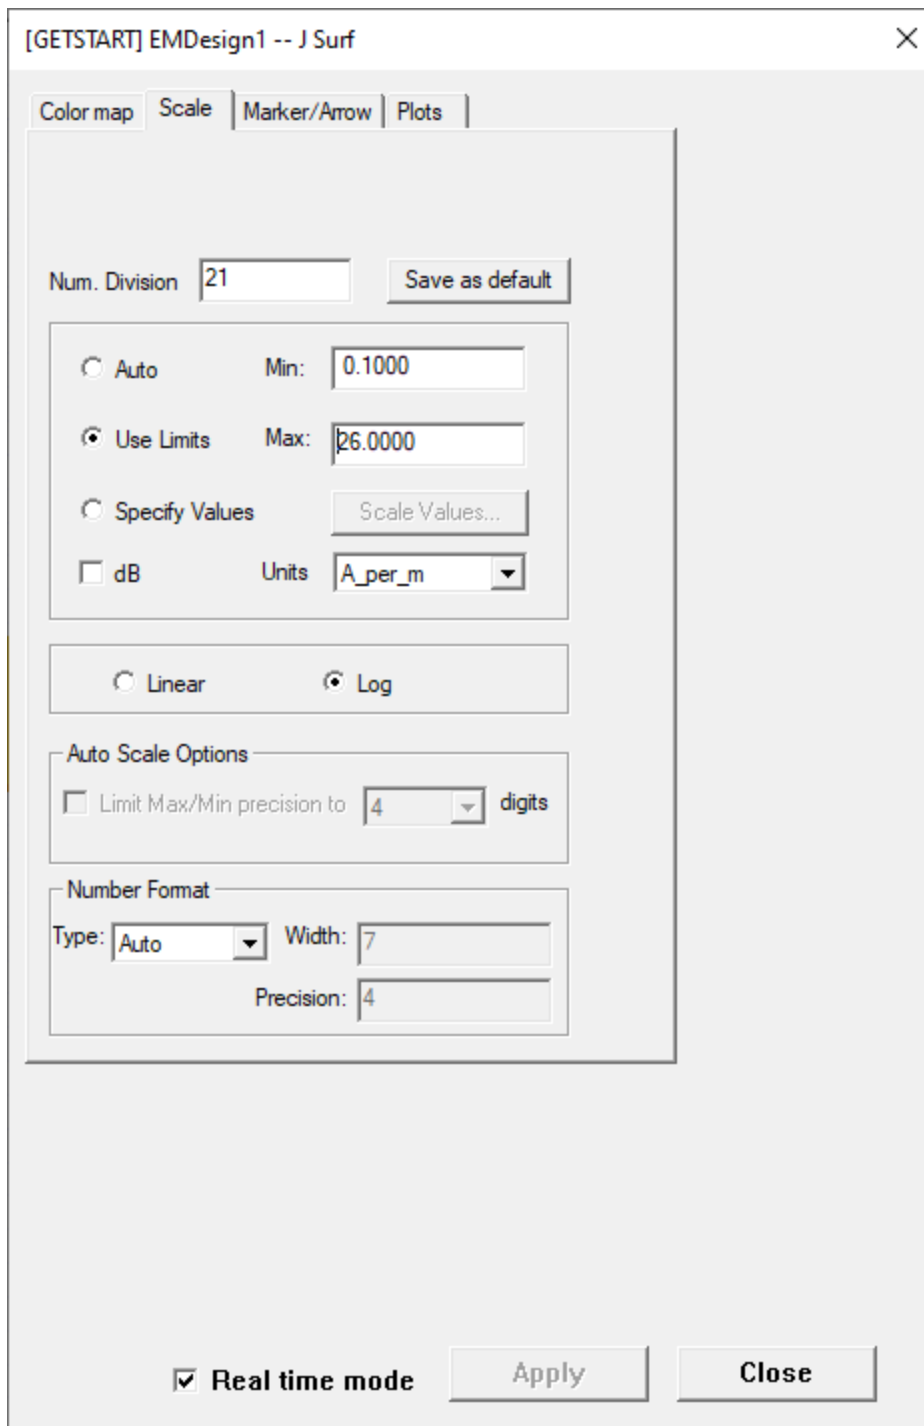 [GETSTART] EMDesign1 -- J Surf
Color map Scale Marker/Arrow Plots
Num. Division 21 Save as default
Auto Min: 0.1000
Use Limits Max: 26.0000
Specify Values Scale Values...
dB Units A_per_m
Linear Log
Auto Scale Options
Limit Max/Min precision to 4 digits
Number Format
Type: Auto Width: 7
Precision: 4
Real time mode Apply Close